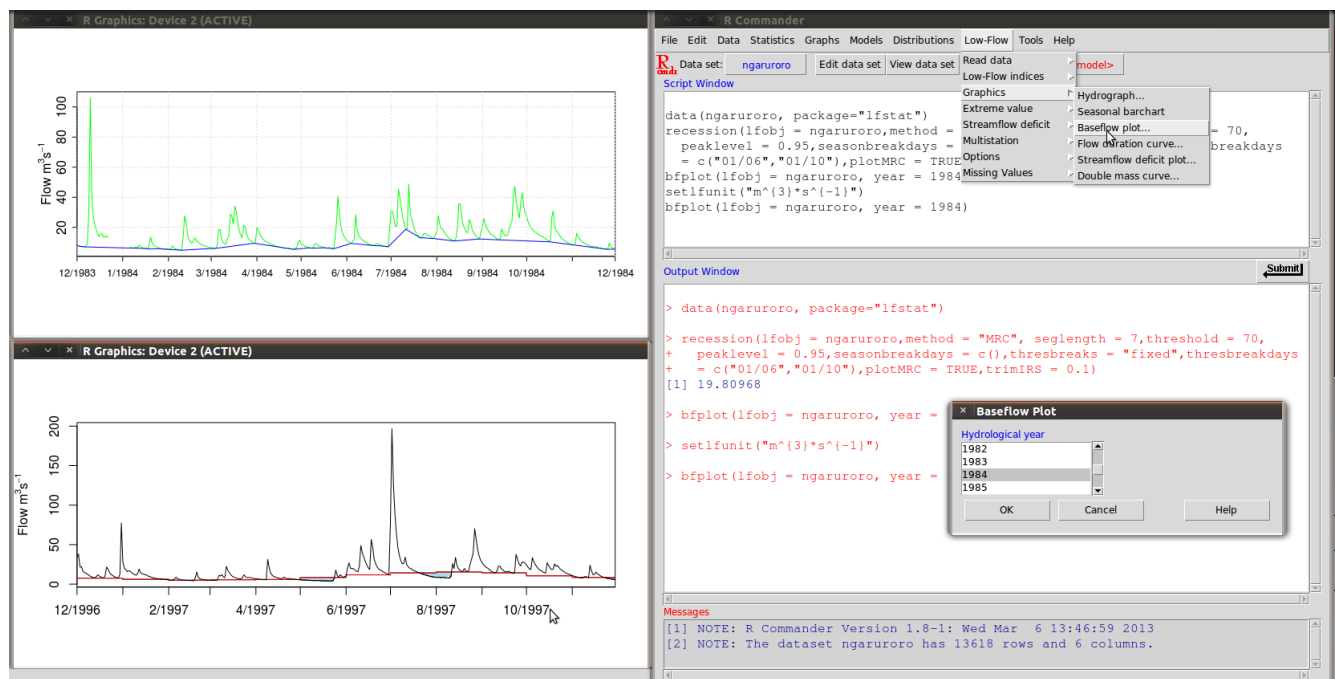 R Graphics: Device 2 (ACTIVE)
Flow m³s⁻¹
100
80
60
40
20
12/1983 1/1984 2/1984 3/1984 4/1984 5/1984 6/1984 7/1984 8/1984 9/1984 10/1984 12/1984
R Graphics: Device 2 (ACTIVE)
Flow m³s⁻¹
200
150
100
50
0
12/1996 2/1997 4/1997 6/1997 8/1997 10/1997
R Commander
File Edit Data Statistics Graphs Models Distributions Low-Flow Tools Help
R Cmdr Data set: ngaruroro Edit data set View data set model>
Read data
Low-Flow indices
Graphics
Extreme value
Streamflow deficit
Multistation
Options
Missing Values
Hydrograph...
Seasonal barchart
Baseflow plot...
Flow duration curve...
Streamflow deficit plot...
Double mass curve...
Script Window
data(ngaruroro, package="lfstat")
recession(lfobj = ngaruroro,method = = 70,
peaklevel = 0.95,seasonbreakdays = breakdays
= c("01/06","01/10"),plotMRC = TRUE
bfplot(lfobj = ngaruroro, year = 1984
setlfunit("m^{3}*s^{-1}")
bfplot(lfobj = ngaruroro, year = 1984)
Output Window
Submit
> data(ngaruroro, package="lfstat")
> recession(lfobj = ngaruroro,method = "MRC", seglength = 7,threshold = 70,
+ peaklevel = 0.95,seasonbreakdays = c(),thresbreaks = "fixed",thresbreakdays
+ = c("01/06","01/10"),plotMRC = TRUE,trimIRS = 0.1)
[1] 19.80968
> bfplot(lfobj = ngaruroro, year =
> setlfunit("m^{3}*s^{-1}")
> bfplot(lfobj = ngaruroro, year =
Baseflow Plot
Hydrological year
1982
1983
1984
1985
OK Cancel Help
Messages
[1] NOTE: R Commander Version 1.8-1: Wed Mar 6 13:46:59 2013
[2] NOTE: The dataset ngaruroro has 13618 rows and 6 columns.